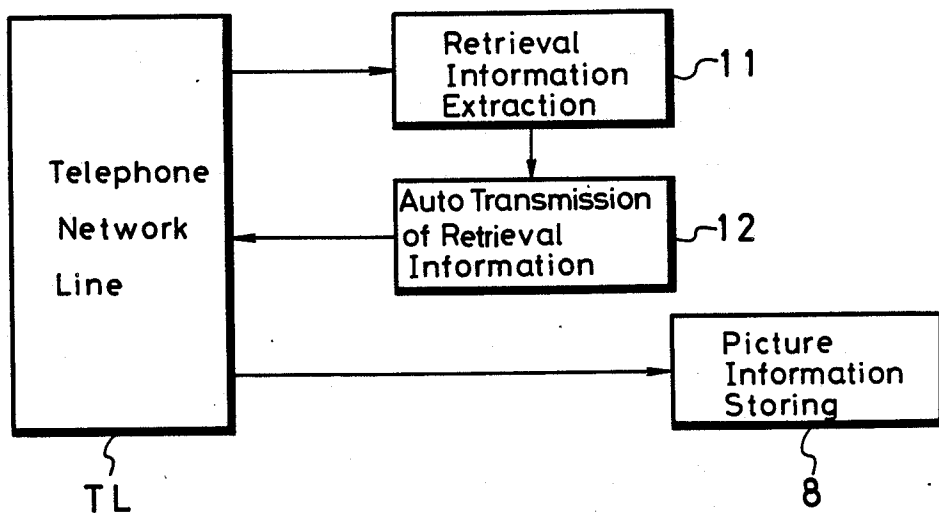 Retrieval
Information
Extraction
11
Telephone
Network
Line
Auto Transmission
of Retrieval
Information
12
Picture
Information
Storing
TL
8